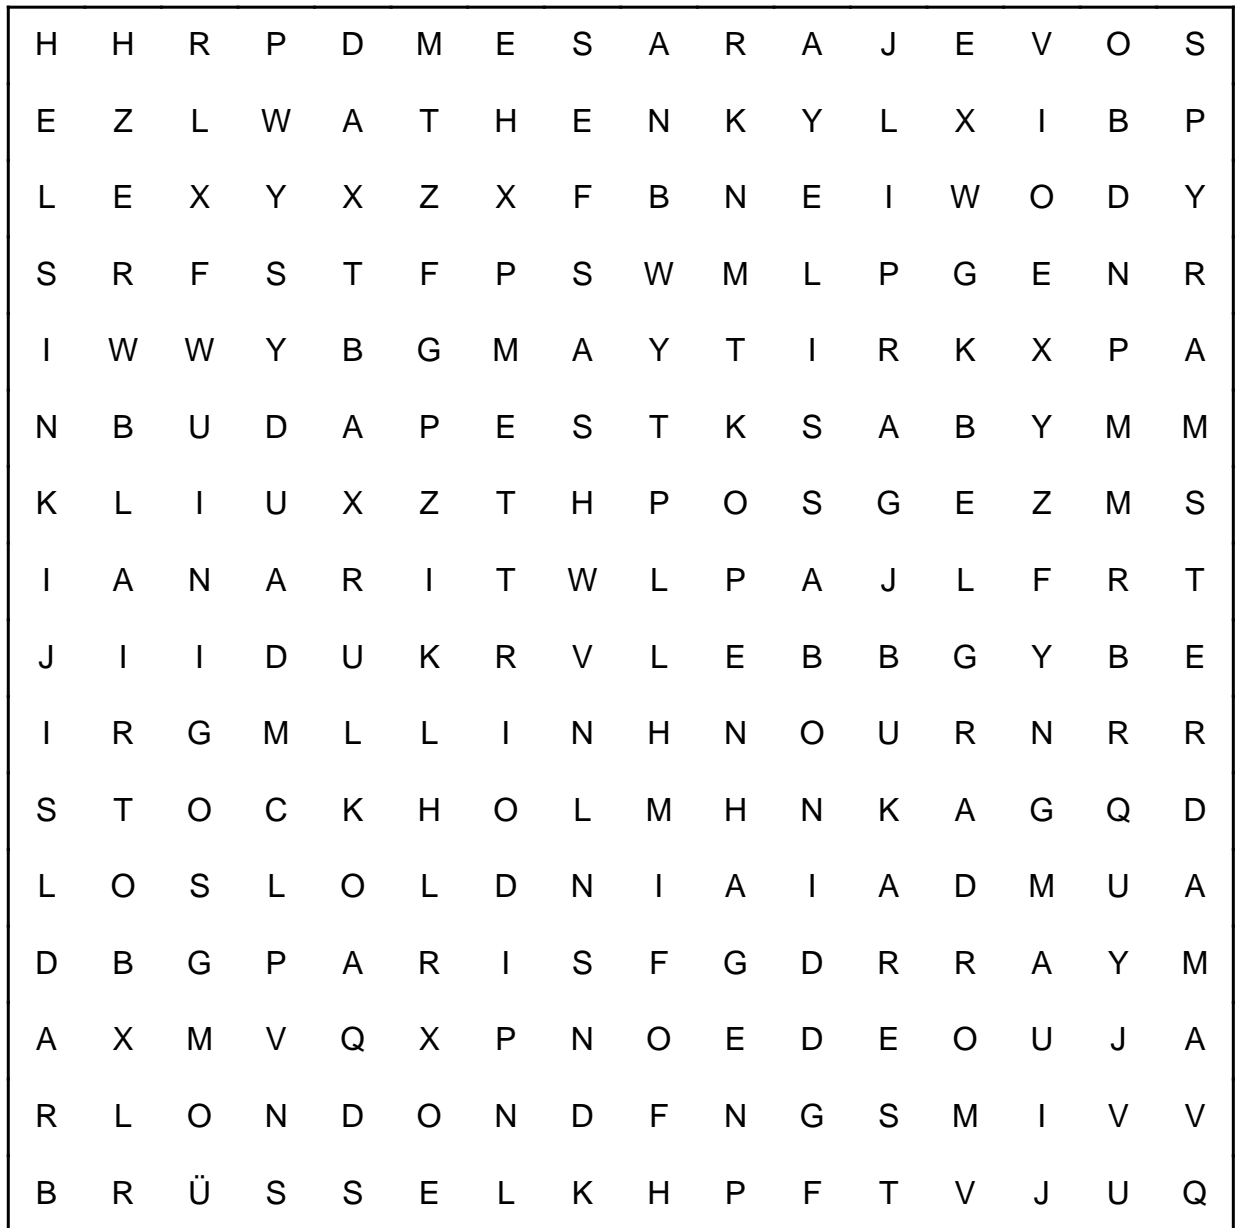 H H R P D M E S A R A J E V O S
E Z L W A T H E N K Y L X I B P
L E X Y X Z X F B N E I W O D Y
S R F S T F P S W M L P G E N R
I W W Y B G M A Y T I R K X P A
N B U D A P E S T K S A B Y M M
K L I U X Z T H P O S G E Z M S
I A N A R I T W L P A J L F R T
J I I D U K R V L E B B G Y B E
I R G M L L I N H N O U R N R R
S T O C K H O L M H N K A G Q D
L O S L O L D N I A I A D M U A
D B G P A R I S F G D R R A Y M
A X M V Q X P N O E D E O U J A
R L O N D O N D F N G S M I V V
B R Ü S S E L K H P F T V J U Q